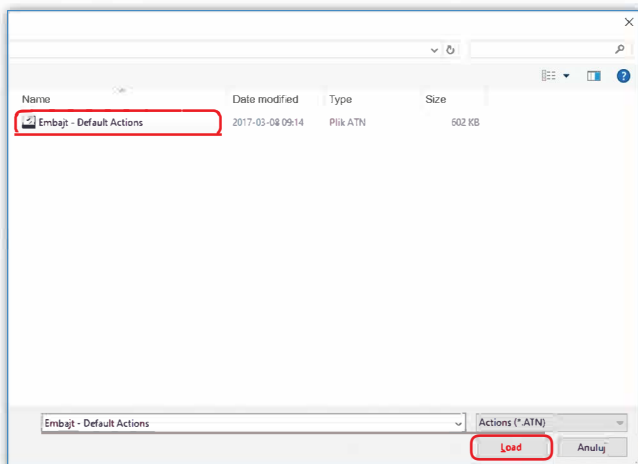 Name Date modified Type Size
Embajt - Default Actions 2017-03-08 09:14 Plik ATN 602 KB
Embajt - Default Actions Actions (*.ATN)
Load Anuluj